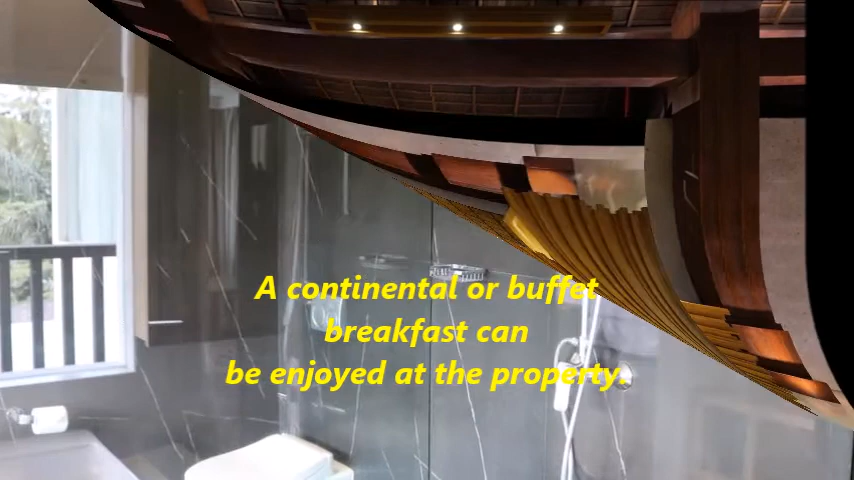 A continental or buffet
breakfast can
be enjoyed at the property.